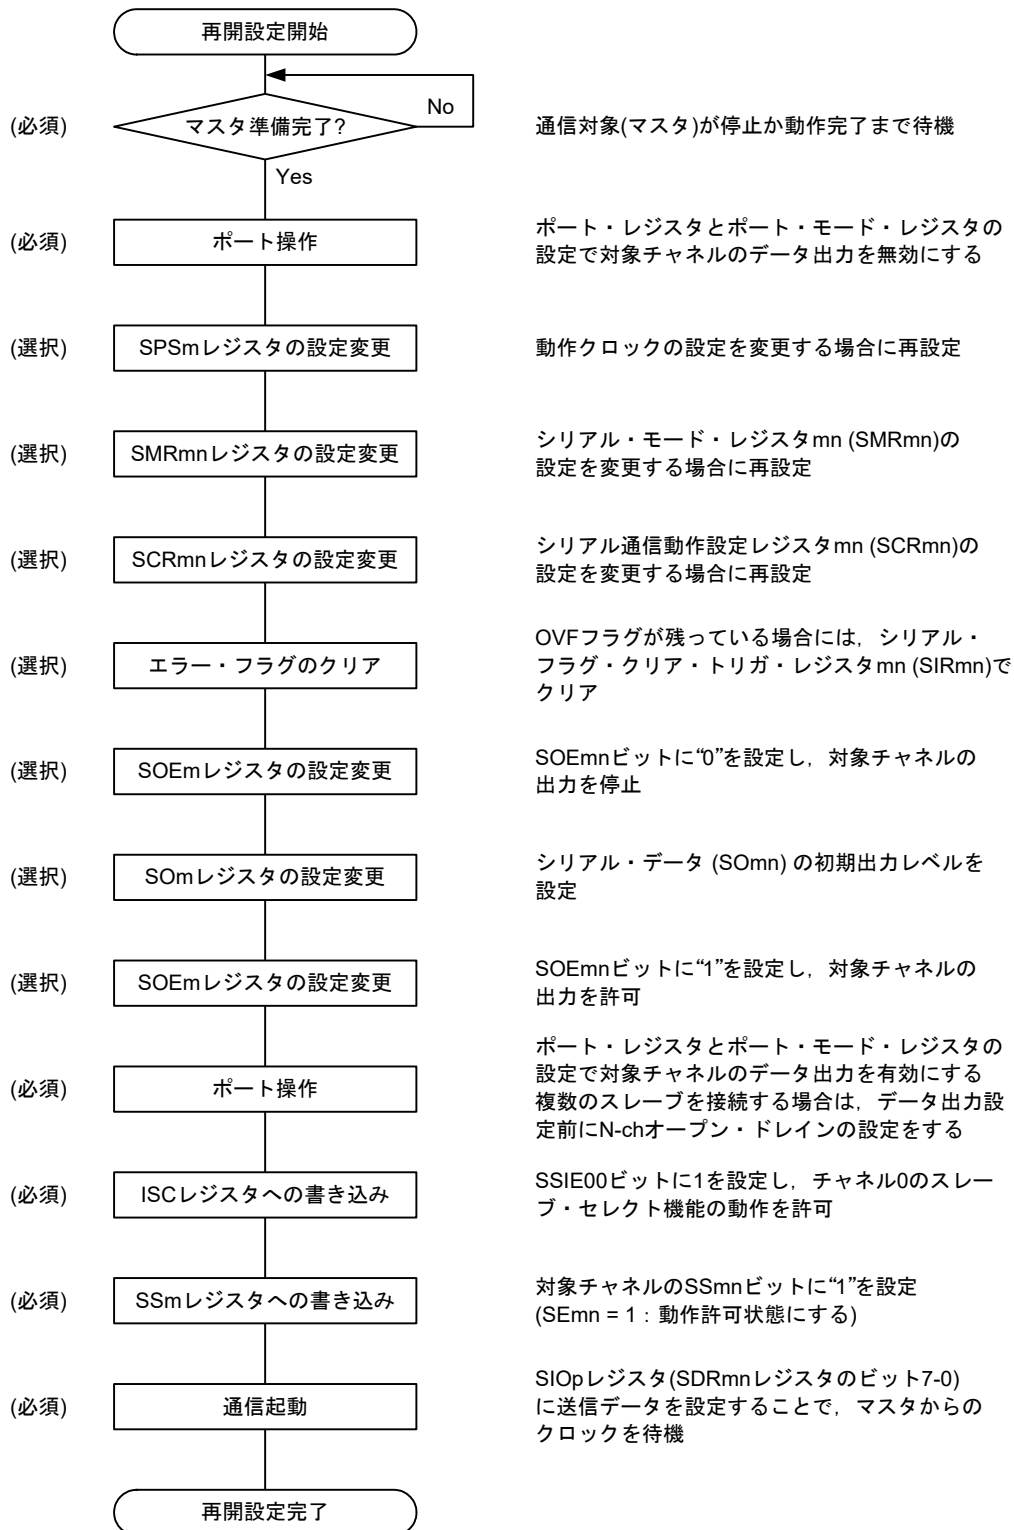 再開設定開始
No
(必須)
マスタ準備完了?
通信対象(マスタ)が停止か動作完了まで待機
Yes
(必須)
ポート操作
ポート・レジスタとポート・モード・レジスタの
設定で対象チャネルのデータ出力を無効にする
(選択)
SPSmレジスタの設定変更
動作クロックの設定を変更する場合に再設定
(選択)
SMRmnレジスタの設定変更
シリアル・モード・レジスタmn (SMRmn)の
設定を変更する場合に再設定
(選択)
SCRmnレジスタの設定変更
シリアル通信動作設定レジスタmn (SCRmn)の
設定を変更する場合に再設定
(選択)
エラー・フラグのクリア
OVFフラグが残っている場合には，シリアル・
フラグ・クリア・トリガ・レジスタmn (SIRmn)で
クリア
(選択)
SOEmレジスタの設定変更
SOEmnビットに“0”を設定し，対象チャネルの
出力を停止
(選択)
SOmレジスタの設定変更
シリアル・データ (SOmn) の初期出力レベルを
設定
(選択)
SOEmレジスタの設定変更
SOEmnビットに“1”を設定し，対象チャネルの
出力を許可
(必須)
ポート操作
ポート・レジスタとポート・モード・レジスタの
設定で対象チャネルのデータ出力を有効にする
複数のスレーブを接続する場合は，データ出力設
定前にN-chオープン・ドレインの設定をする
(必須)
ISCレジスタへの書き込み
SSIE00ビットに1を設定し，チャネル0のスレー
ブ・セレクト機能の動作を許可
(必須)
SSmレジスタへの書き込み
対象チャネルのSSmnビットに“1”を設定
(SEmn = 1：動作許可状態にする)
(必須)
通信起動
SIOpレジスタ(SDRmnレジスタのビット7-0)
に送信データを設定することで，マスタからの
クロックを待機
再開設定完了